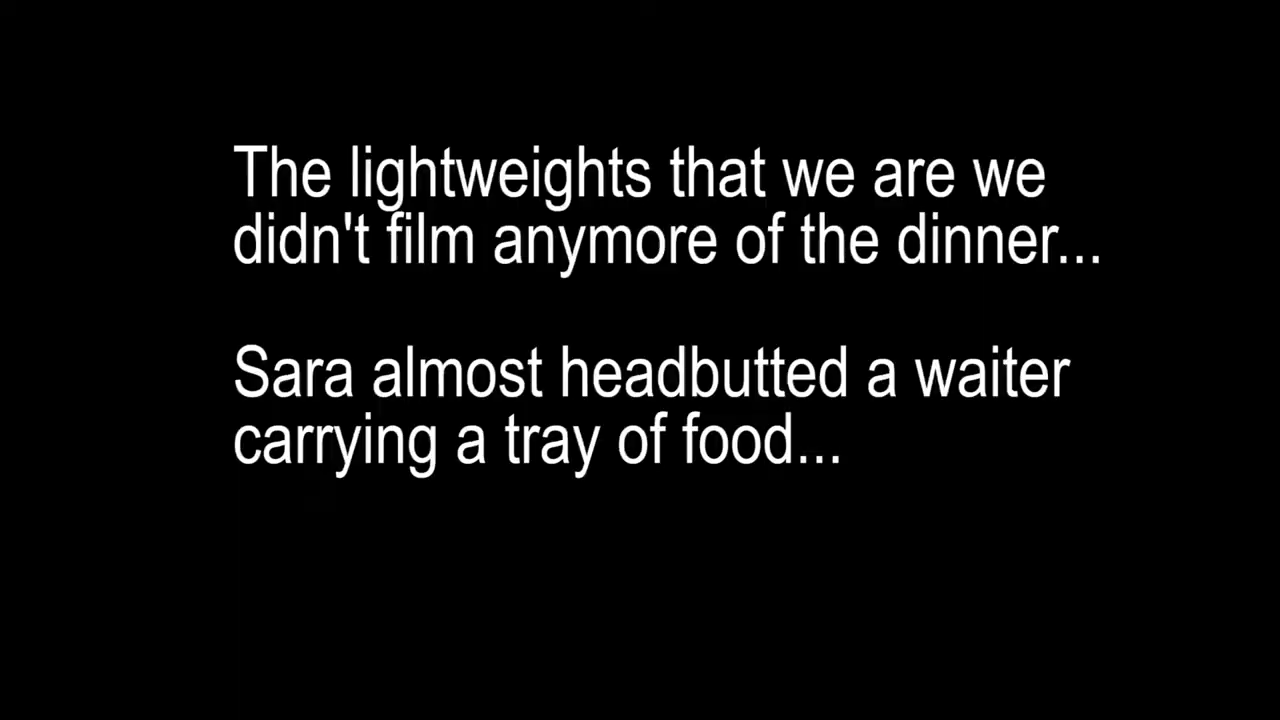 The lightweights that we are we
didn't film anymore of the dinner...
Sara almost headbutted a waiter
carrying a tray of food...